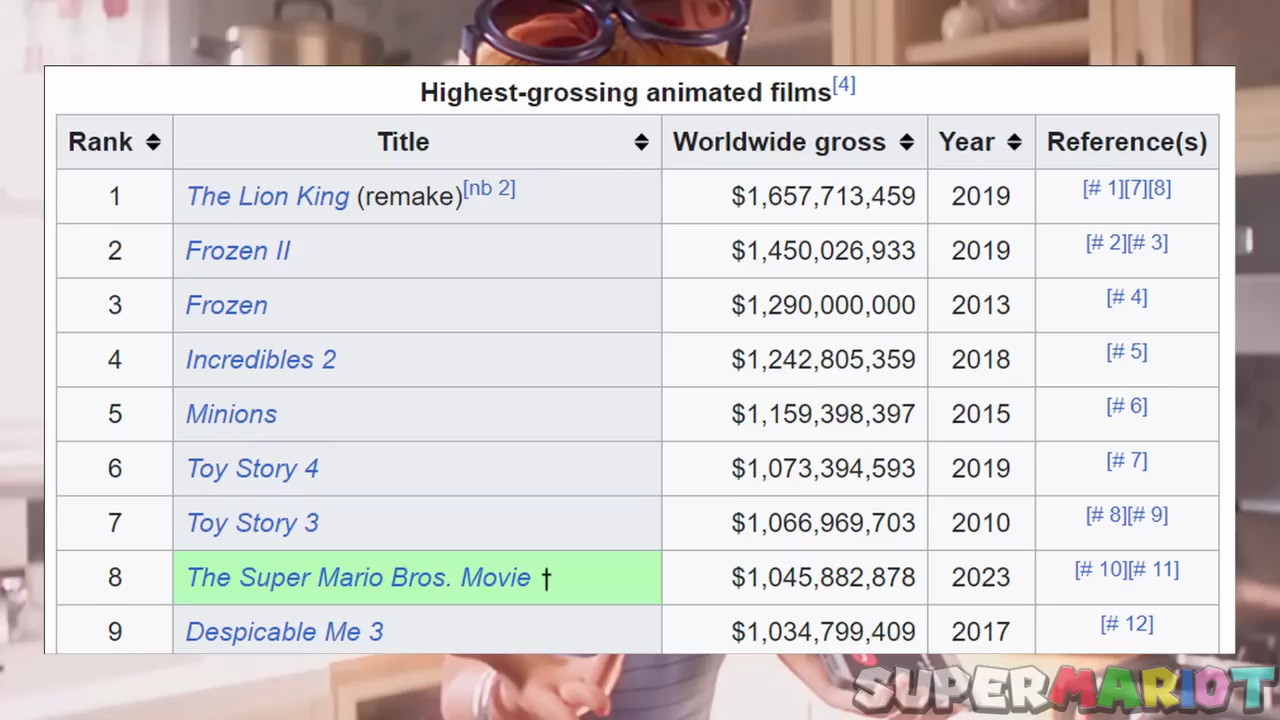 Highest-grossing animated films[4]
Rank Title Worldwide gross Year Reference(s)
1 The Lion King (remake)[nb 2] $1,657,713,459 2019 [# 1][7][8]
2 Frozen II $1,450,026,933 2019 [# 2][# 3]
3 Frozen $1,290,000,000 2013 [# 4]
4 Incredibles 2 $1,242,805,359 2018 [# 5]
5 Minions $1,159,398,397 2015 [# 6]
6 Toy Story 4 $1,073,394,593 2019 [# 7]
7 Toy Story 3 $1,066,969,703 2010 [# 8][# 9]
8 The Super Mario Bros. Movie † $1,045,882,878 2023 [# 10][# 11]
9 Despicable Me 3 $1,034,799,409 2017 [# 12]
SUPERMARIOT